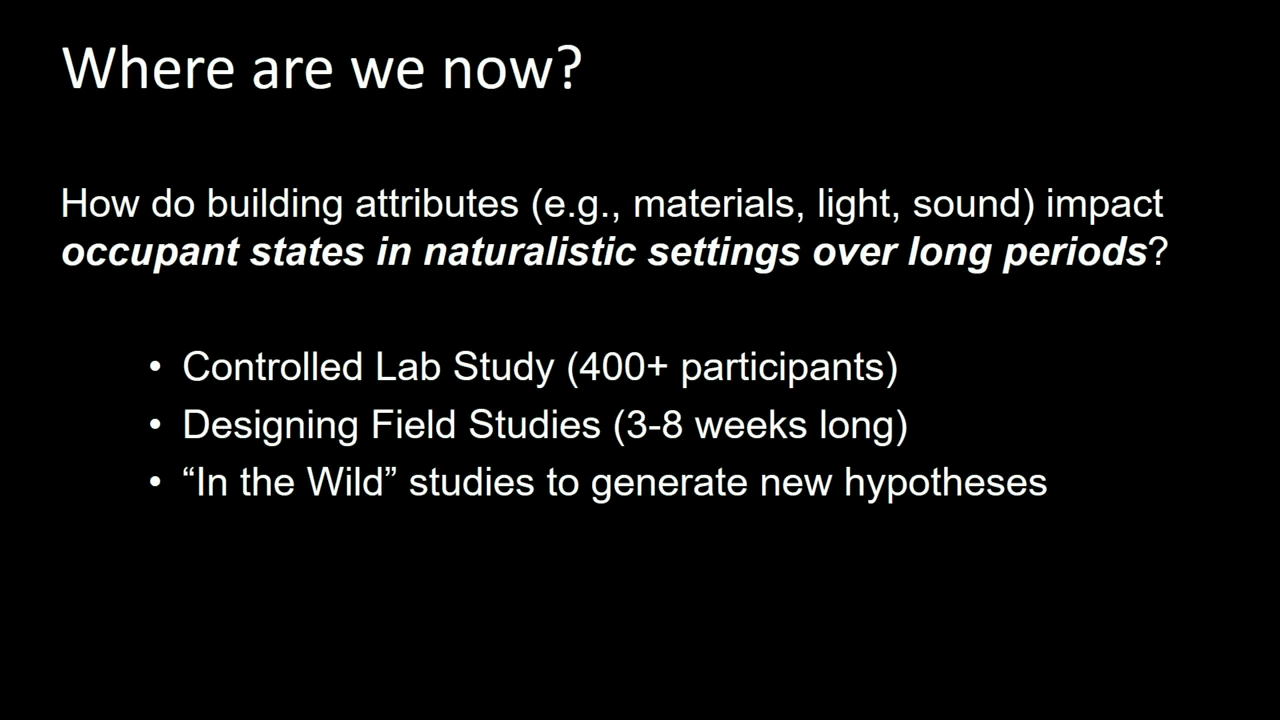 Where are we now?
How do building attributes (e.g., materials, light, sound) impact
occupant states in naturalistic settings over long periods?
• Controlled Lab Study (400+ participants)
• Designing Field Studies (3-8 weeks long)
• “In the Wild” studies to generate new hypotheses